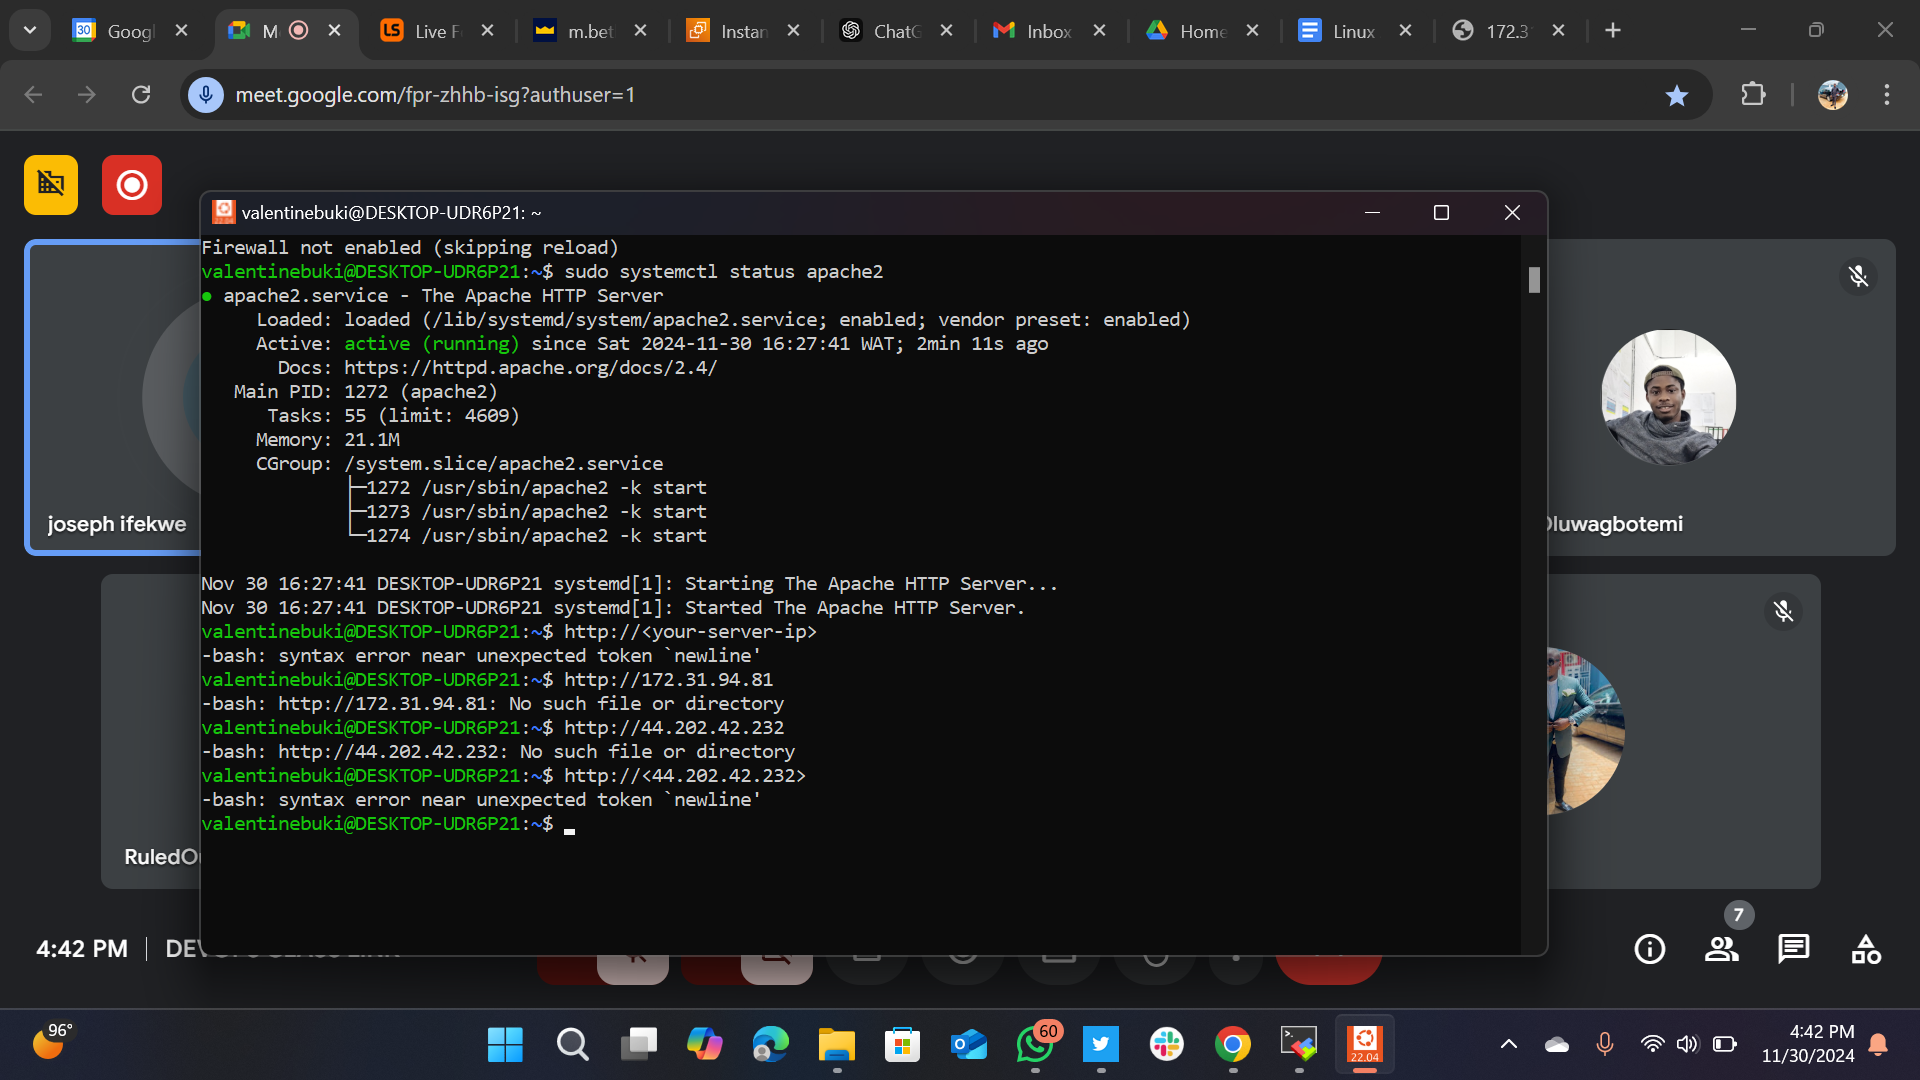 Googl
M
Live F
m.bet
Instan
ChatG
Inbox
Home
Linux
172.3
meet.google.com/fpr-zhhb-isg?authuser=1
valentinebuki@DESKTOP-UDR6P21: ~
Firewall not enabled (skipping reload)
valentinebuki@DESKTOP-UDR6P21:~$ sudo systemctl status apache2
● apache2.service - The Apache HTTP Server
Loaded: loaded (/lib/systemd/system/apache2.service; enabled; vendor preset: enabled)
Active: active (running) since Sat 2024-11-30 16:27:41 WAT; 2min 11s ago
Docs: https://httpd.apache.org/docs/2.4/
Main PID: 1272 (apache2)
Tasks: 55 (limit: 4609)
Memory: 21.1M
CGroup: /system.slice/apache2.service
├─1272 /usr/sbin/apache2 -k start
├─1273 /usr/sbin/apache2 -k start
└─1274 /usr/sbin/apache2 -k start
Nov 30 16:27:41 DESKTOP-UDR6P21 systemd[1]: Starting The Apache HTTP Server...
Nov 30 16:27:41 DESKTOP-UDR6P21 systemd[1]: Started The Apache HTTP Server.
valentinebuki@DESKTOP-UDR6P21:~$ http://<your-server-ip>
-bash: syntax error near unexpected token `newline'
valentinebuki@DESKTOP-UDR6P21:~$ http://172.31.94.81
-bash: http://172.31.94.81: No such file or directory
valentinebuki@DESKTOP-UDR6P21:~$ http://44.202.42.232
-bash: http://44.202.42.232: No such file or directory
valentinebuki@DESKTOP-UDR6P21:~$ http://<44.202.42.232>
-bash: syntax error near unexpected token `newline'
valentinebuki@DESKTOP-UDR6P21:~$
joseph ifekwe
Oluwagbotemi
RuledO
7
4:42 PM
DEVOPS CLASS LINK
96°
60
22.04
4:42 PM
11/30/2024